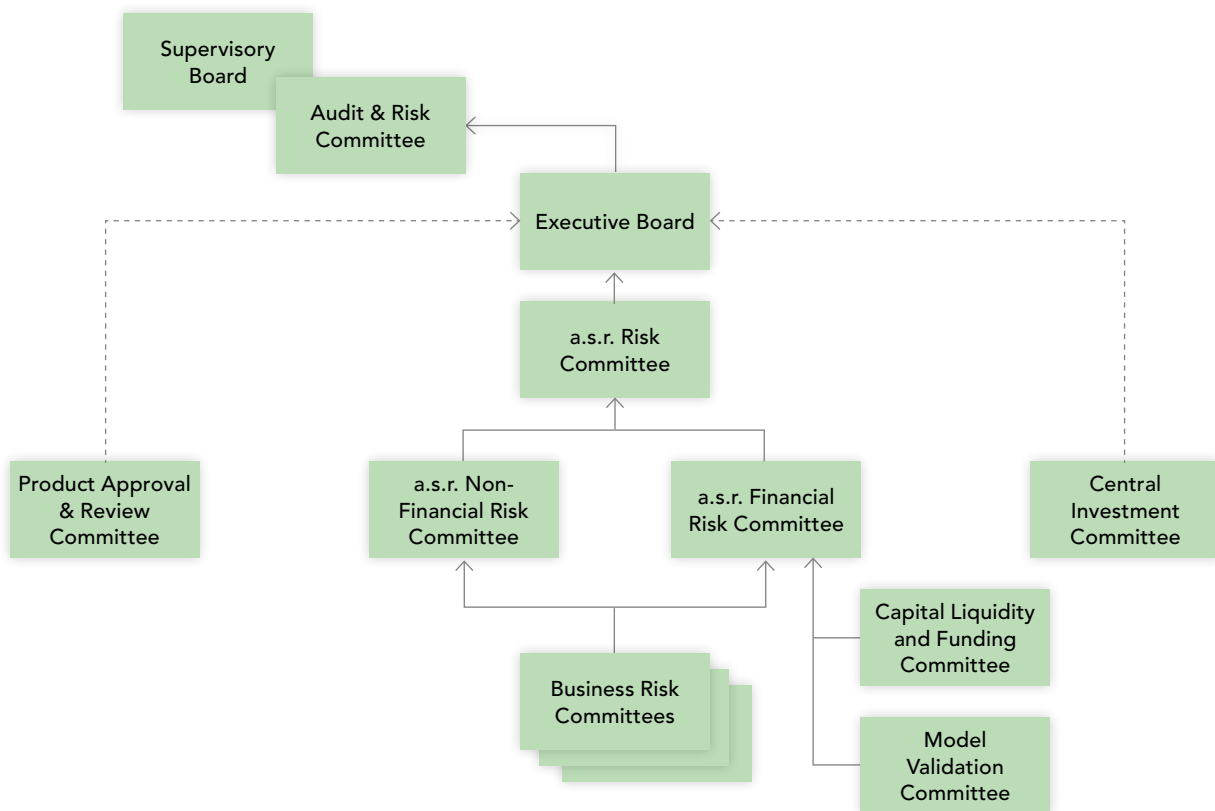 Supervisory
Board
Audit & Risk
Committee
Executive Board
a.s.r. Risk
Committee
Product Approval
& Review
Committee
a.s.r. Non-
Financial Risk
Committee
a.s.r. Financial
Risk Committee
Central
Investment
Committee
Capital Liquidity
and Funding
Committee
Business Risk
Committees
Model
Validation
Committee